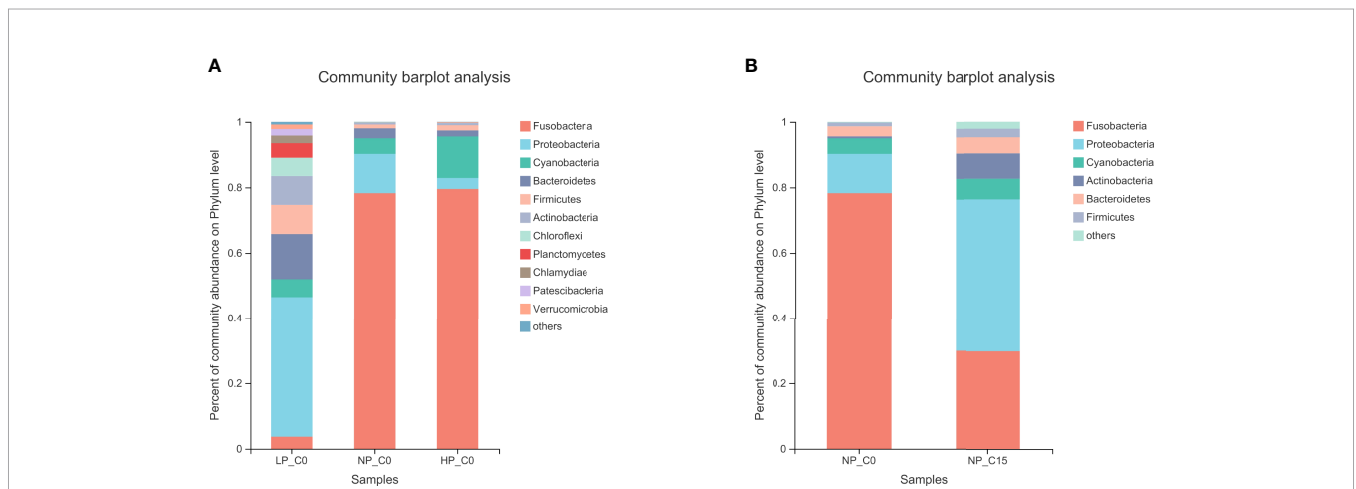 A
Community barplot analysis
Percent of community abundance on Phylum level
1
0.8
0.6
0.4
0.2
0
LP_C0
NP_C0
HP_C0
Samples
Fusobacteria
Proteobacteria
Cyanobacteria
Bacteroidetes
Firmicutes
Actinobacteria
Chloroflexi
Planctomycetes
Chlamydiae
Patescibacteria
Verrucomicrobia
others
B
Community barplot analysis
Percent of community abundance on Phylum level
1
0.8
0.6
0.4
0.2
0
NP_C0
NP_C15
Samples
Fusobacteria
Proteobacteria
Cyanobacteria
Actinobacteria
Bacteroidetes
Firmicutes
others